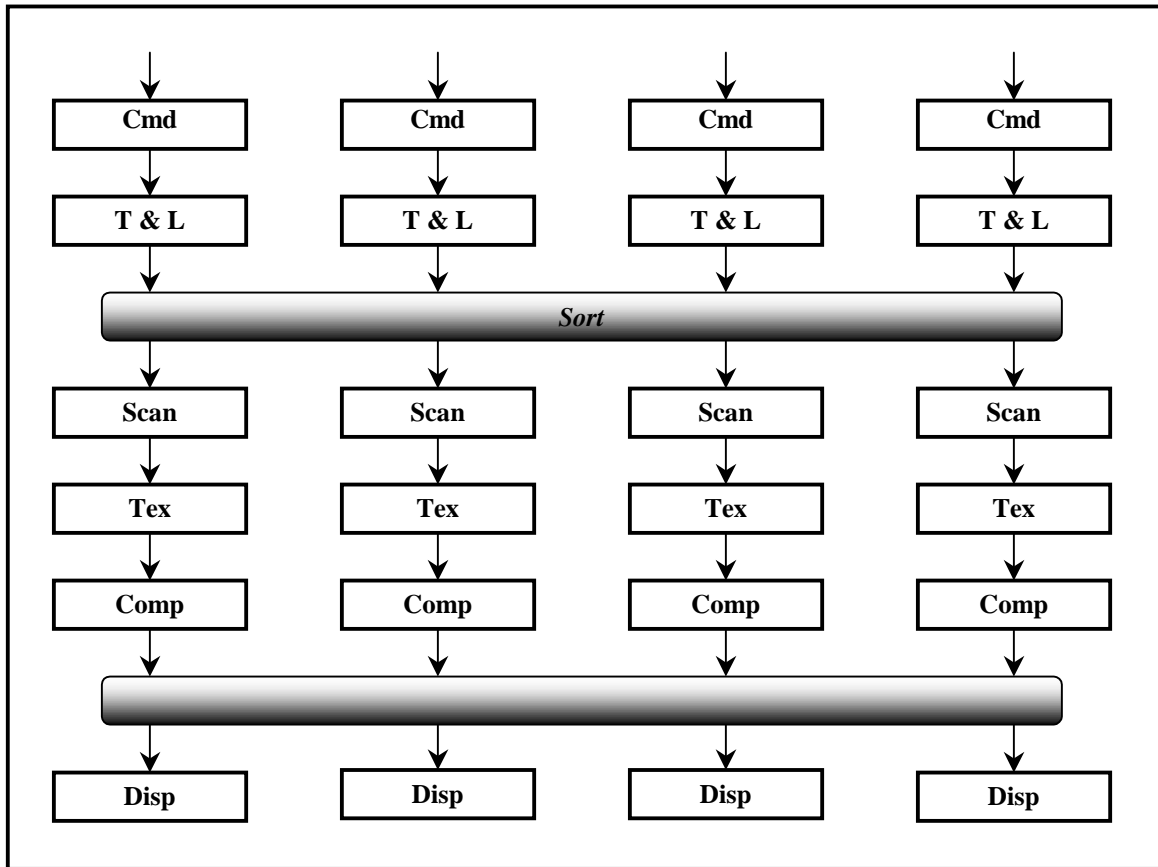 Cmd Cmd Cmd Cmd
T & L T & L T & L T & L
Sort
Scan Scan Scan Scan
Tex Tex Tex Tex
Comp Comp Comp Comp
Disp Disp Disp Disp